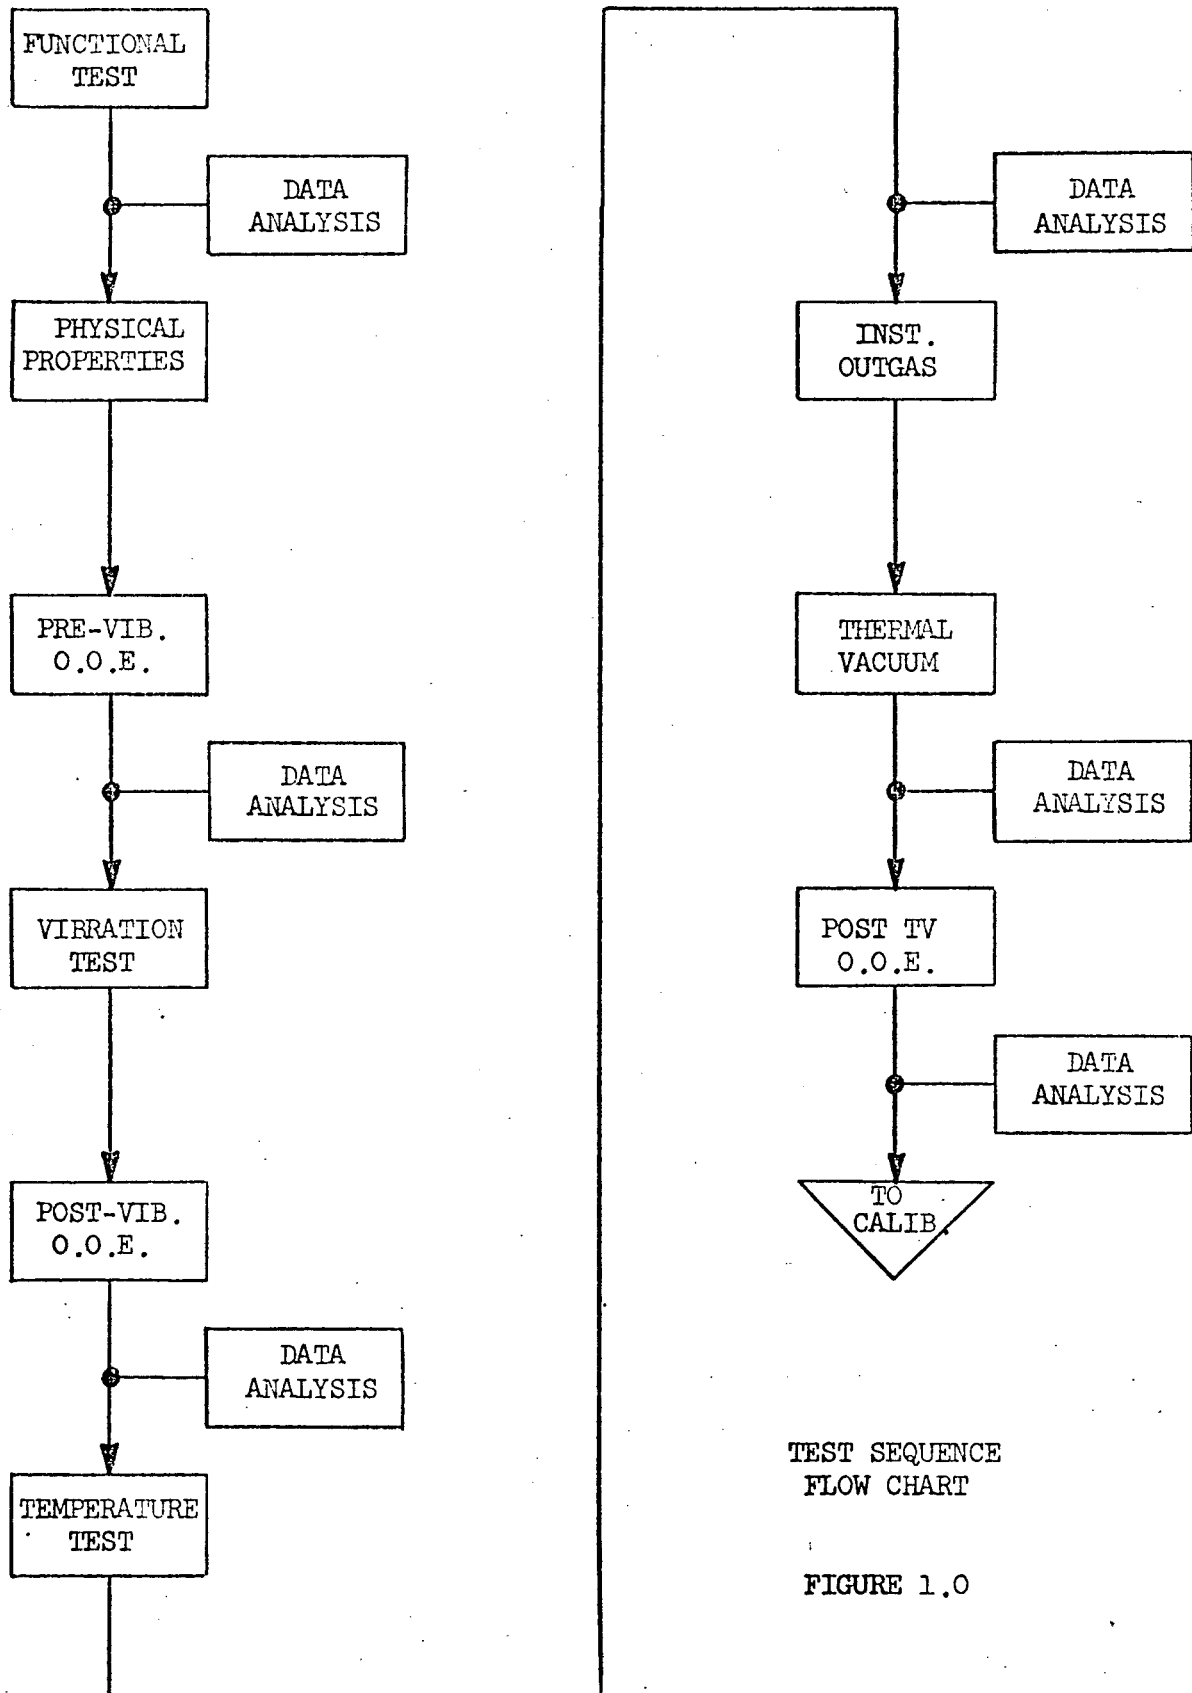 FUNCTIONAL
TEST
DATA
ANALYSIS
PHYSICAL
PROPERTIES
PRE-VIB.
O.O.E.
DATA
ANALYSIS
VIBRATION
TEST
POST-VIB.
O.O.E.
DATA
ANALYSIS
TEMPERATURE
TEST
DATA
ANALYSIS
INST.
OUTGAS
THERMAL
VACUUM
DATA
ANALYSIS
POST TV
O.O.E.
DATA
ANALYSIS
TO
CALIB.
TEST SEQUENCE
FLOW CHART
FIGURE 1.0